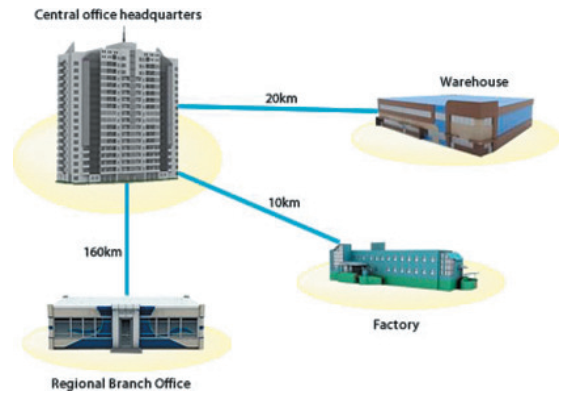 Central office headquarters
Warehouse
20km
10km
160km
Factory
Regional Branch Office